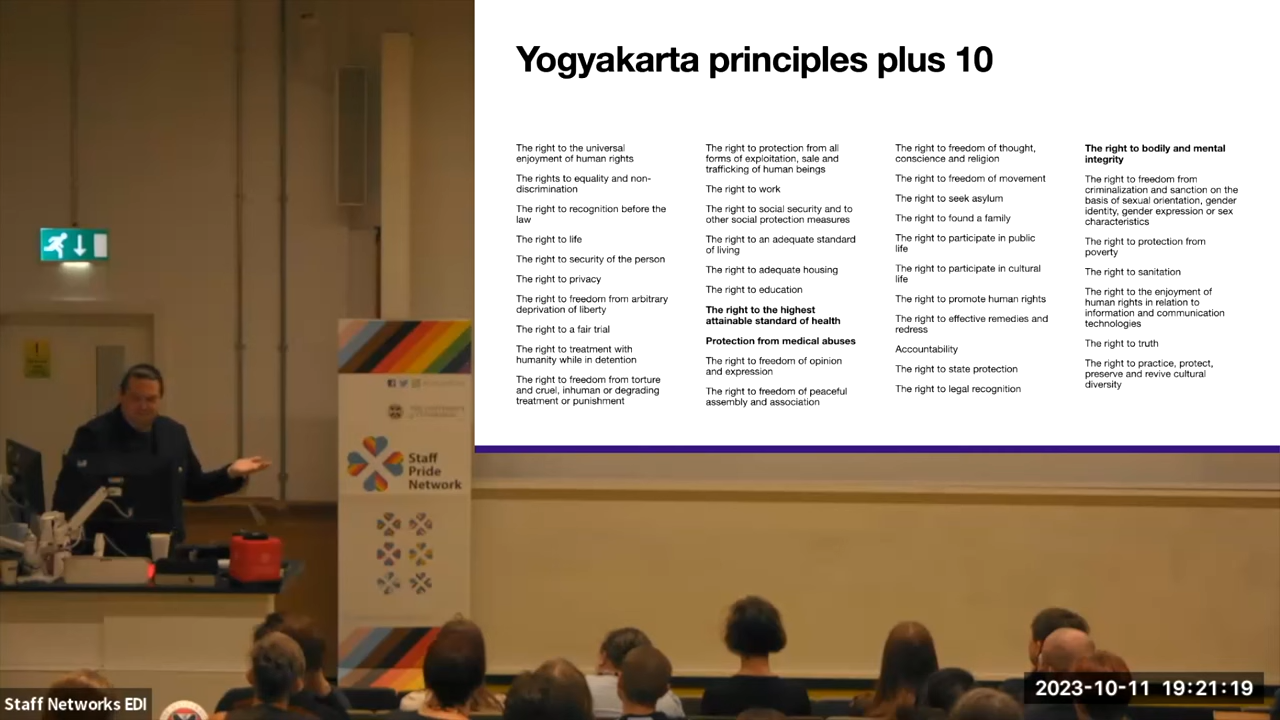 Yogyakarta principles plus 10
The right to the universal
enjoyment of human rights
The rights to equality and non-
discrimination
The right to recognition before the
law
The right to life
The right to security of the person
The right to privacy
The right to freedom from arbitrary
deprivation of liberty
The right to a fair trial
The right to treatment with
humanity while in detention
The right to freedom from torture
and cruel, inhuman or degrading
treatment or punishment
The right to protection from all
forms of exploitation, sale and
trafficking of human beings
The right to work
The right to social security and to
other social protection measures
The right to an adequate standard
of living
The right to adequate housing
The right to education
The right to the highest
attainable standard of health
Protection from medical abuses
The right to freedom of opinion
and expression
The right to freedom of peaceful
assembly and association
The right to freedom of thought,
conscience and religion
The right to freedom of movement
The right to seek asylum
The right to found a family
The right to participate in public
life
The right to participate in cultural
life
The right to promote human rights
The right to effective remedies and
redress
Accountability
The right to state protection
The right to legal recognition
The right to bodily and mental
integrity
The right to freedom from
criminalization and sanction on the
basis of sexual orientation, gender
identity, gender expression or sex
characteristics
The right to protection from
poverty
The right to sanitation
The right to the enjoyment of
human rights in relation to
information and communication
technologies
The right to truth
The right to practice, protect,
preserve and revive cultural
diversity
Staff
Pride
Network
Staff Networks EDI
2023-10-11 19:21:19